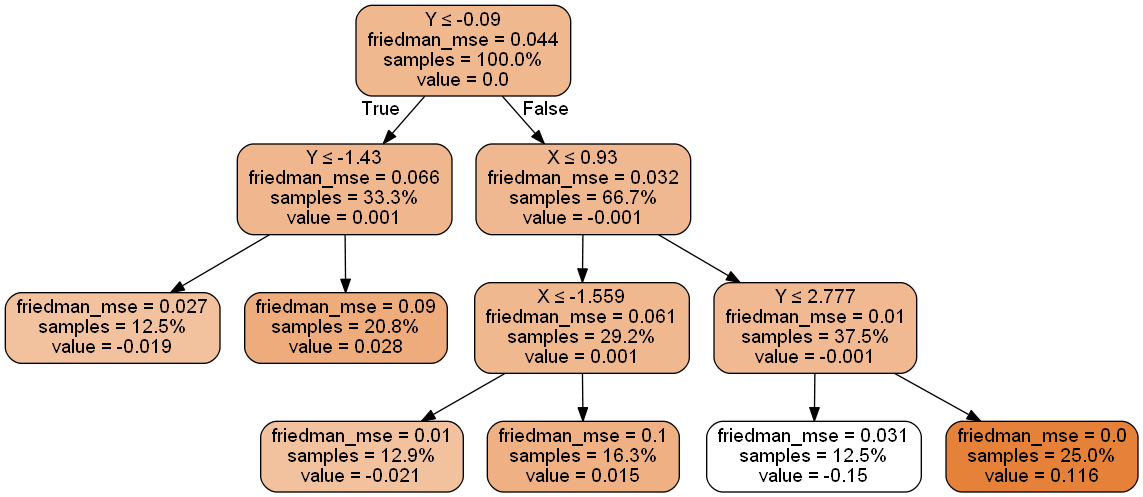 Y ≤ -0.09
friedman_mse = 0.044
samples = 100.0%
value = 0.0
True
False
Y ≤ -1.43
friedman_mse = 0.066
samples = 33.3%
value = 0.001
X ≤ 0.93
friedman_mse = 0.032
samples = 66.7%
value = -0.001
friedman_mse = 0.027
samples = 12.5%
value = -0.019
friedman_mse = 0.09
samples = 20.8%
value = 0.028
X ≤ -1.559
friedman_mse = 0.061
samples = 29.2%
value = 0.001
Y ≤ 2.777
friedman_mse = 0.01
samples = 37.5%
value = -0.001
friedman_mse = 0.01
samples = 12.9%
value = -0.021
friedman_mse = 0.1
samples = 16.3%
value = 0.015
friedman_mse = 0.031
samples = 12.5%
value = -0.15
friedman_mse = 0.0
samples = 25.0%
value = 0.116